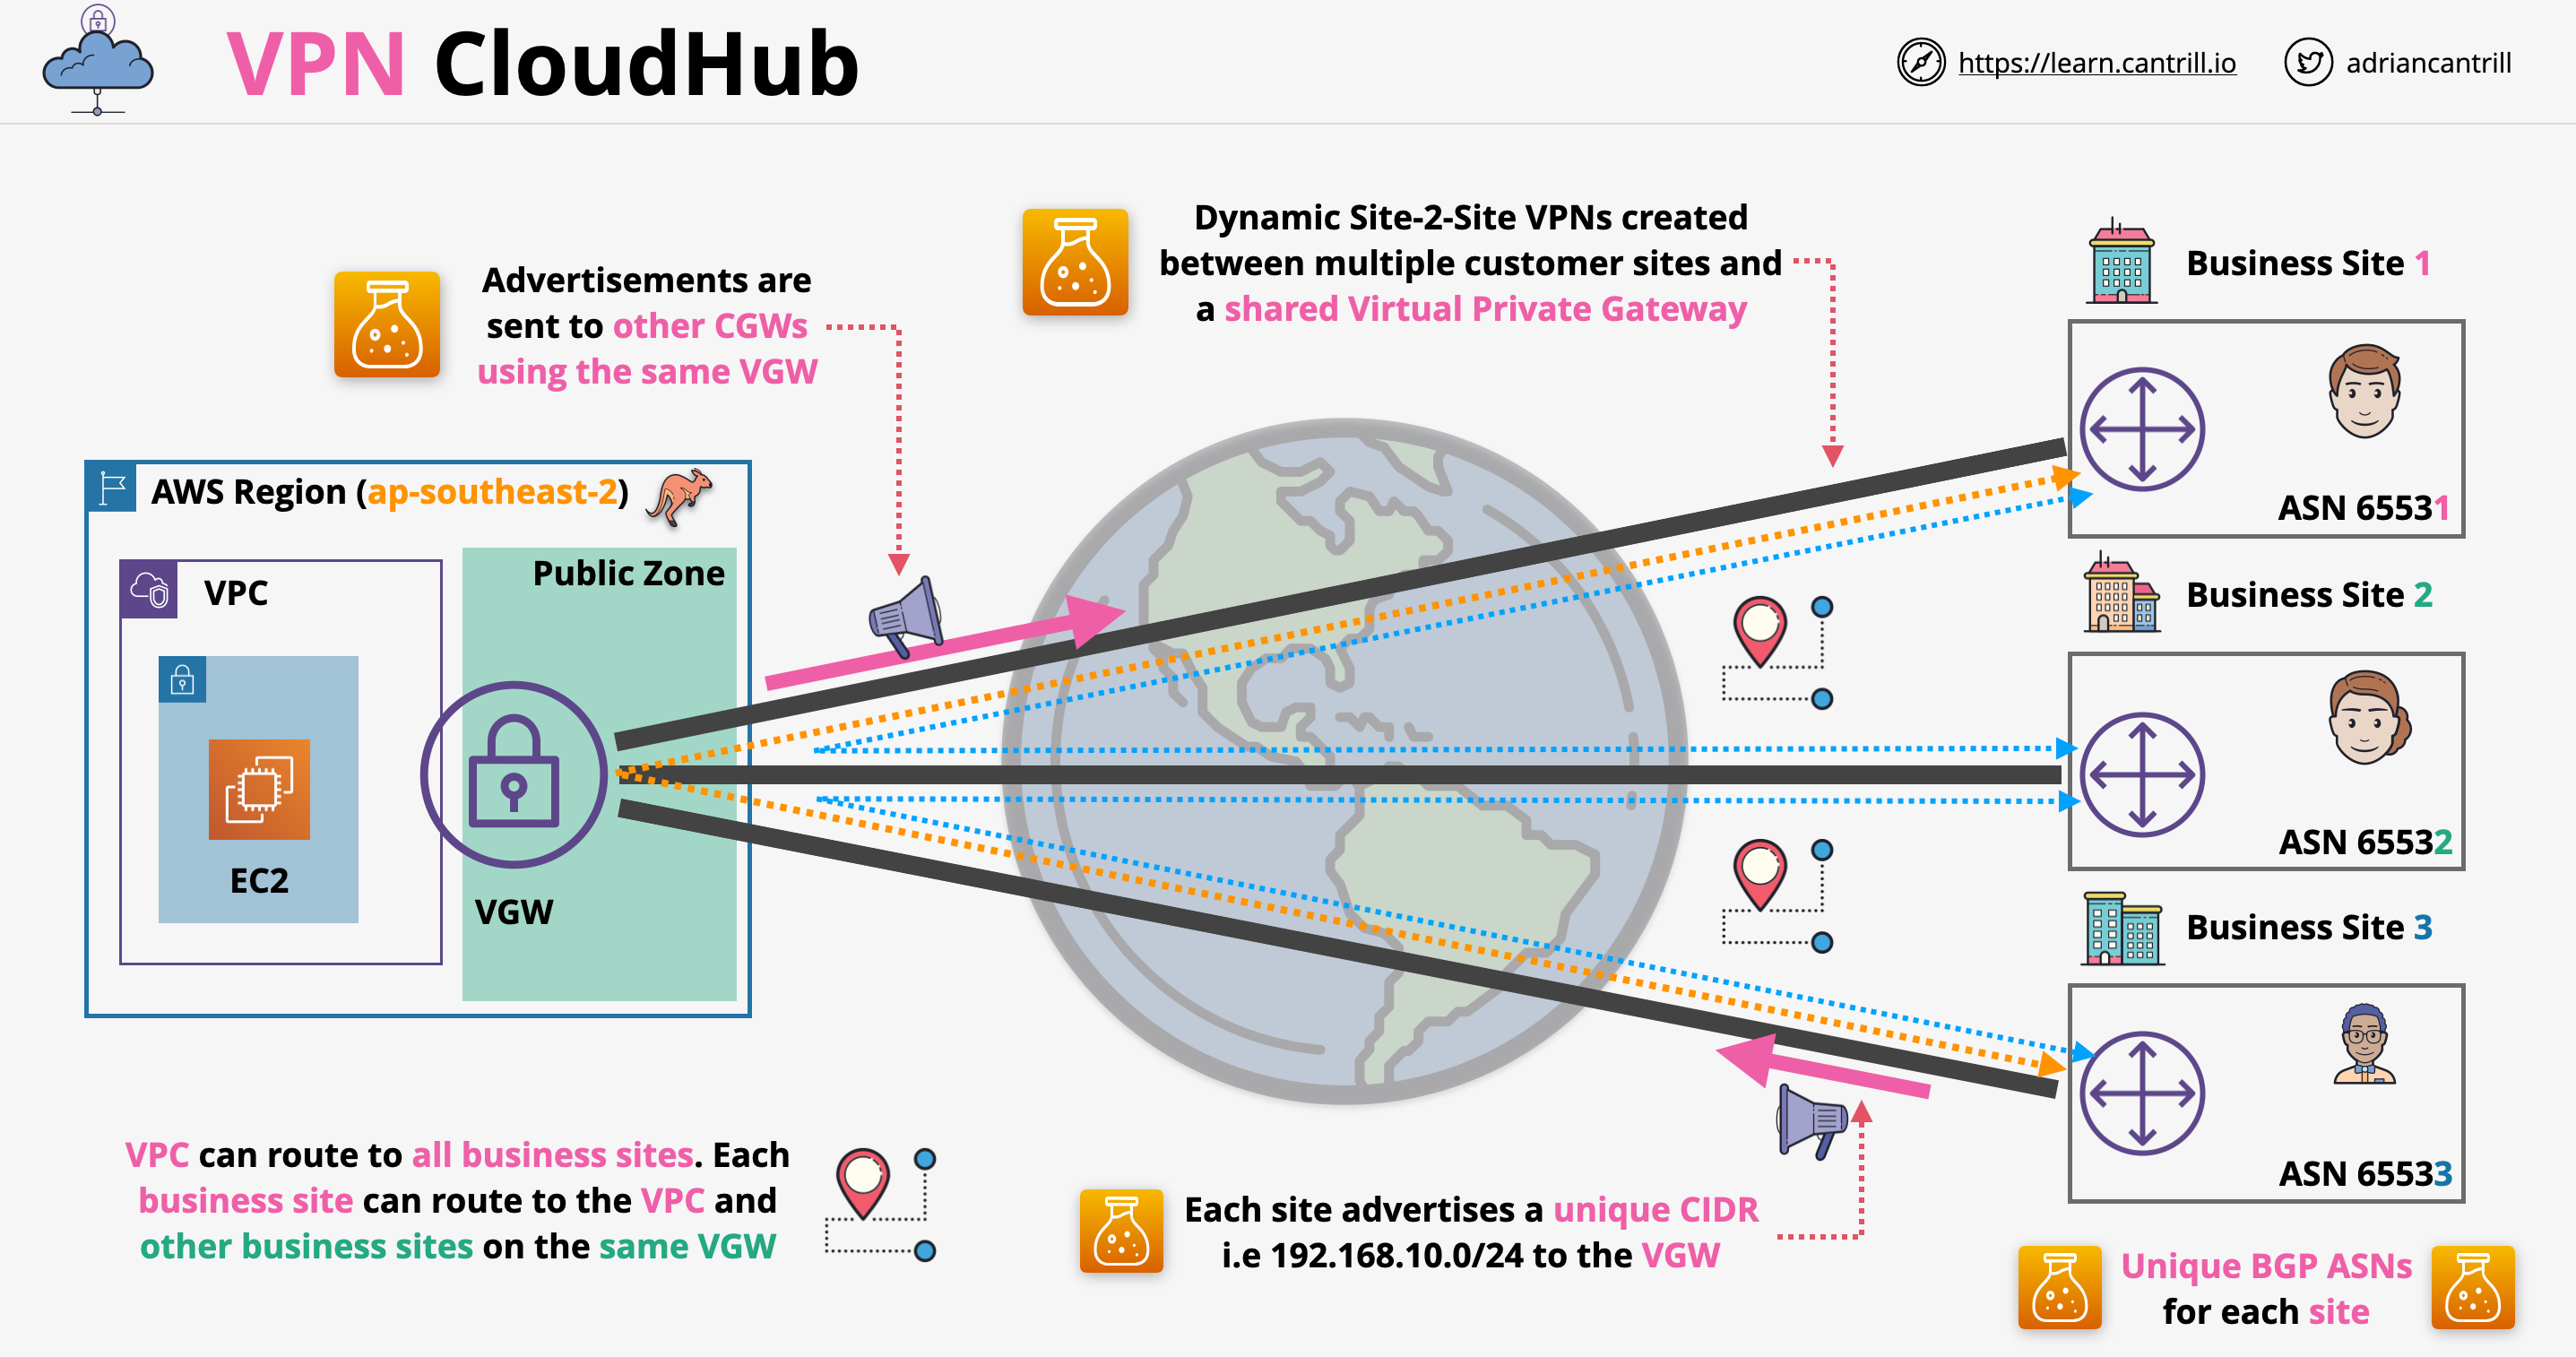 VPN CloudHub
https://learn.cantrill.io
adriancantrill
Advertisements are
sent to other CGWs
using the same VGW
Dynamic Site-2-Site VPNs created
between multiple customer sites and
a shared Virtual Private Gateway
Business Site 1
ASN 65531
Business Site 2
ASN 65532
Business Site 3
ASN 65533
AWS Region (ap-southeast-2)
Public Zone
VPC
EC2
VGW
VPC can route to all business sites. Each
business site can route to the VPC and
other business sites on the same VGW
Each site advertises a unique CIDR
i.e 192.168.10.0/24 to the VGW
Unique BGP ASNs
for each site